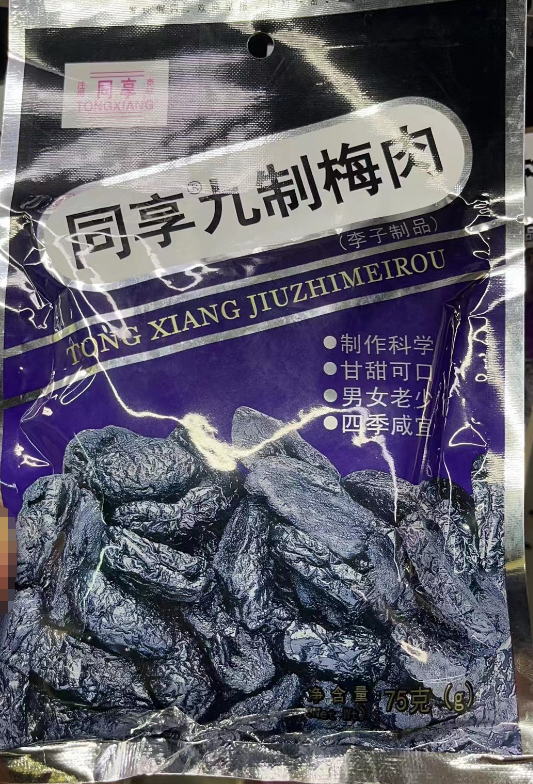 同享
TONGXIANG
同享®九制梅肉
(李子制品)
TONG XIANG JIUZHIMEIROU
●制作科学
●甘甜可口
●男女老少
●四季咸宜
净含量:75克(g)